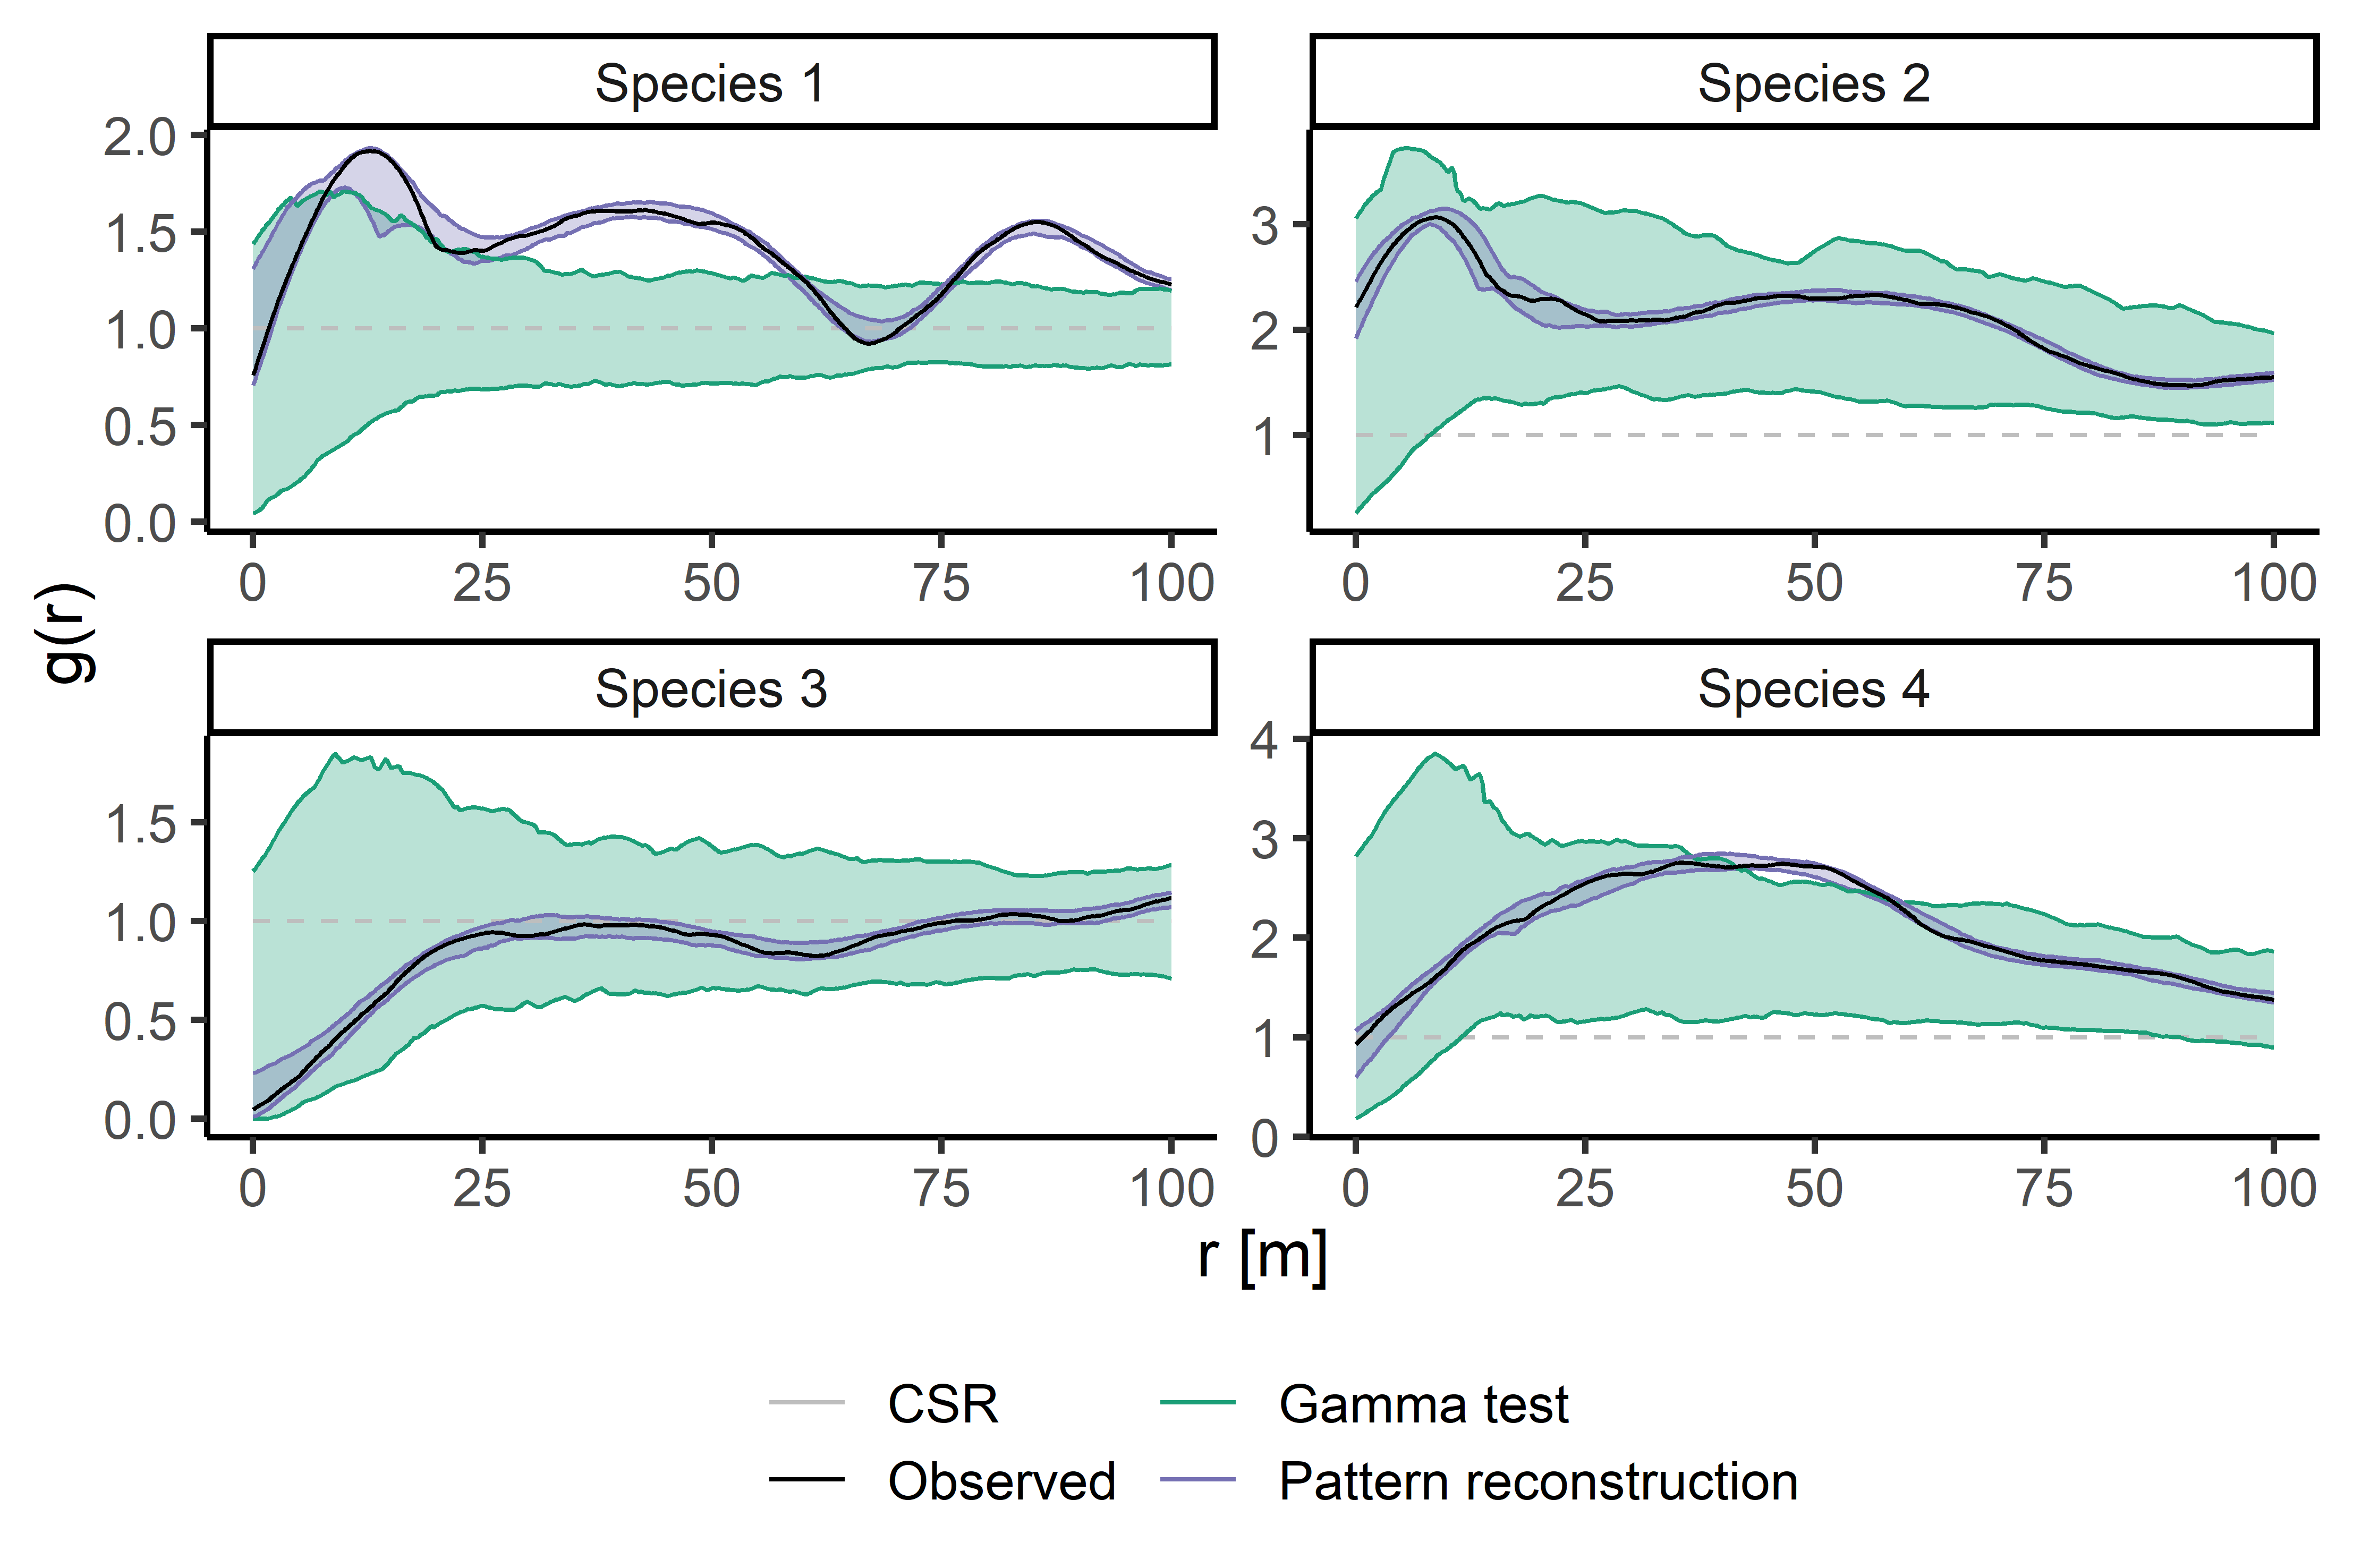 Species 1
Species 2
2.0
1.5
1.0
0.5
0.0
3
2
1
0 25 50 75 100
0 25 50 75 100
g(r)
Species 3
Species 4
1.5
1.0
0.5
0.0
4
3
2
1
0
0 25 50 75 100
0 25 50 75 100
r [m]
CSR
Gamma test
Observed
Pattern reconstruction